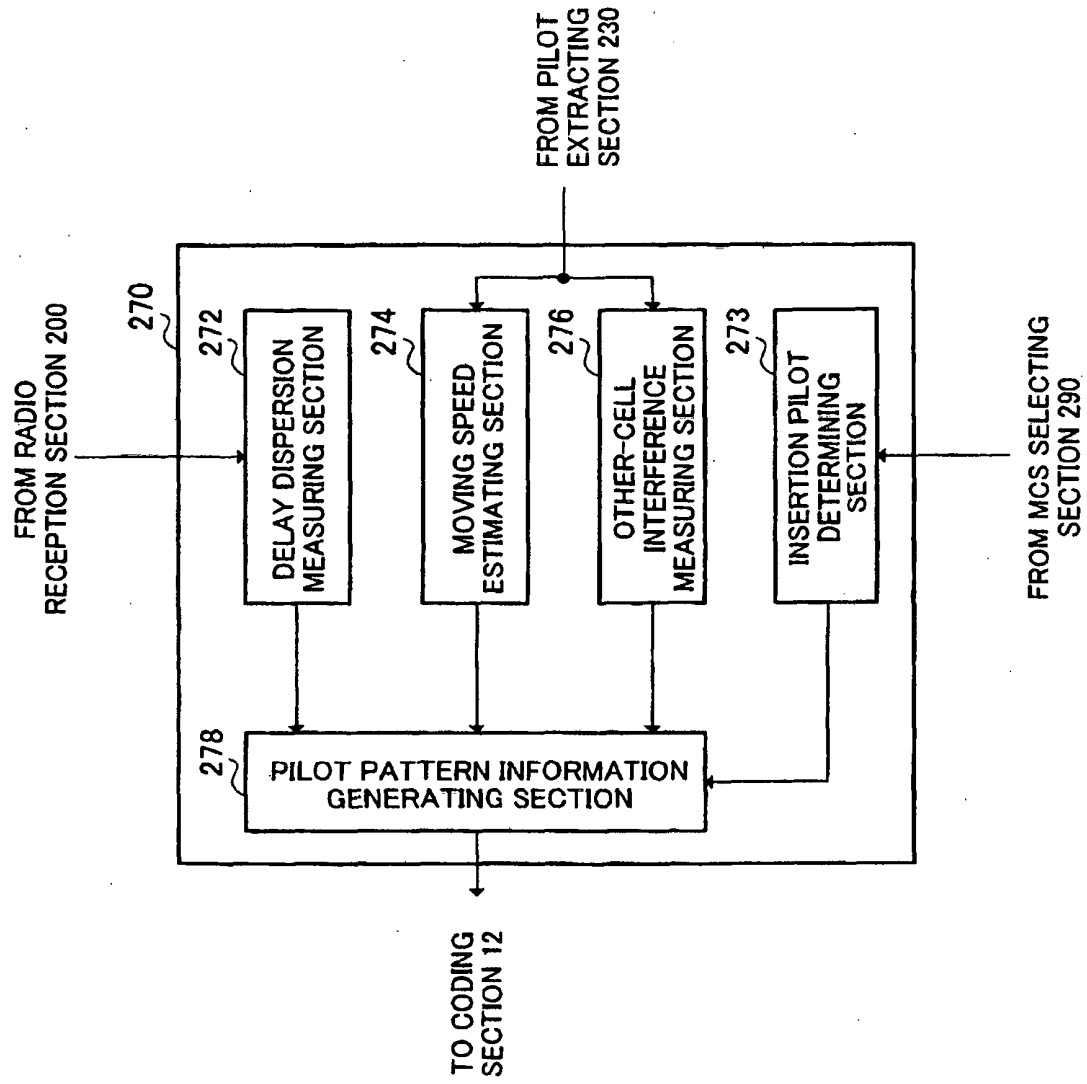 FROM RADIO
RECEPTION SECTION 200
270
272
DELAY DISPERSION
MEASURING SECTION
274
MOVING SPEED
ESTIMATING SECTION
276
OTHER-CELL
INTERFERENCE
MEASURING SECTION
273
INSERTION PILOT
DETERMINING
SECTION
278
PILOT PATTERN INFORMATION
GENERATING SECTION
FROM PILOT
EXTRACTING
SECTION 230
FROM MCS SELECTING
SECTION 290
TO CODING
SECTION 12